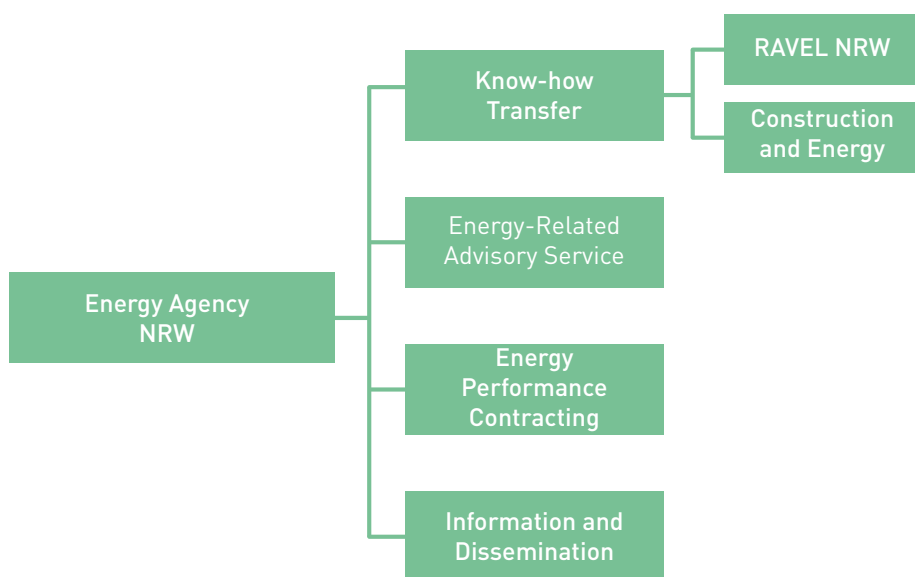 Energy Agency
NRW
Know-how
Transfer
RAVEL NRW
Construction
and Energy
Energy-Related
Advisory Service
Energy
Performance
Contracting
Information and
Dissemination